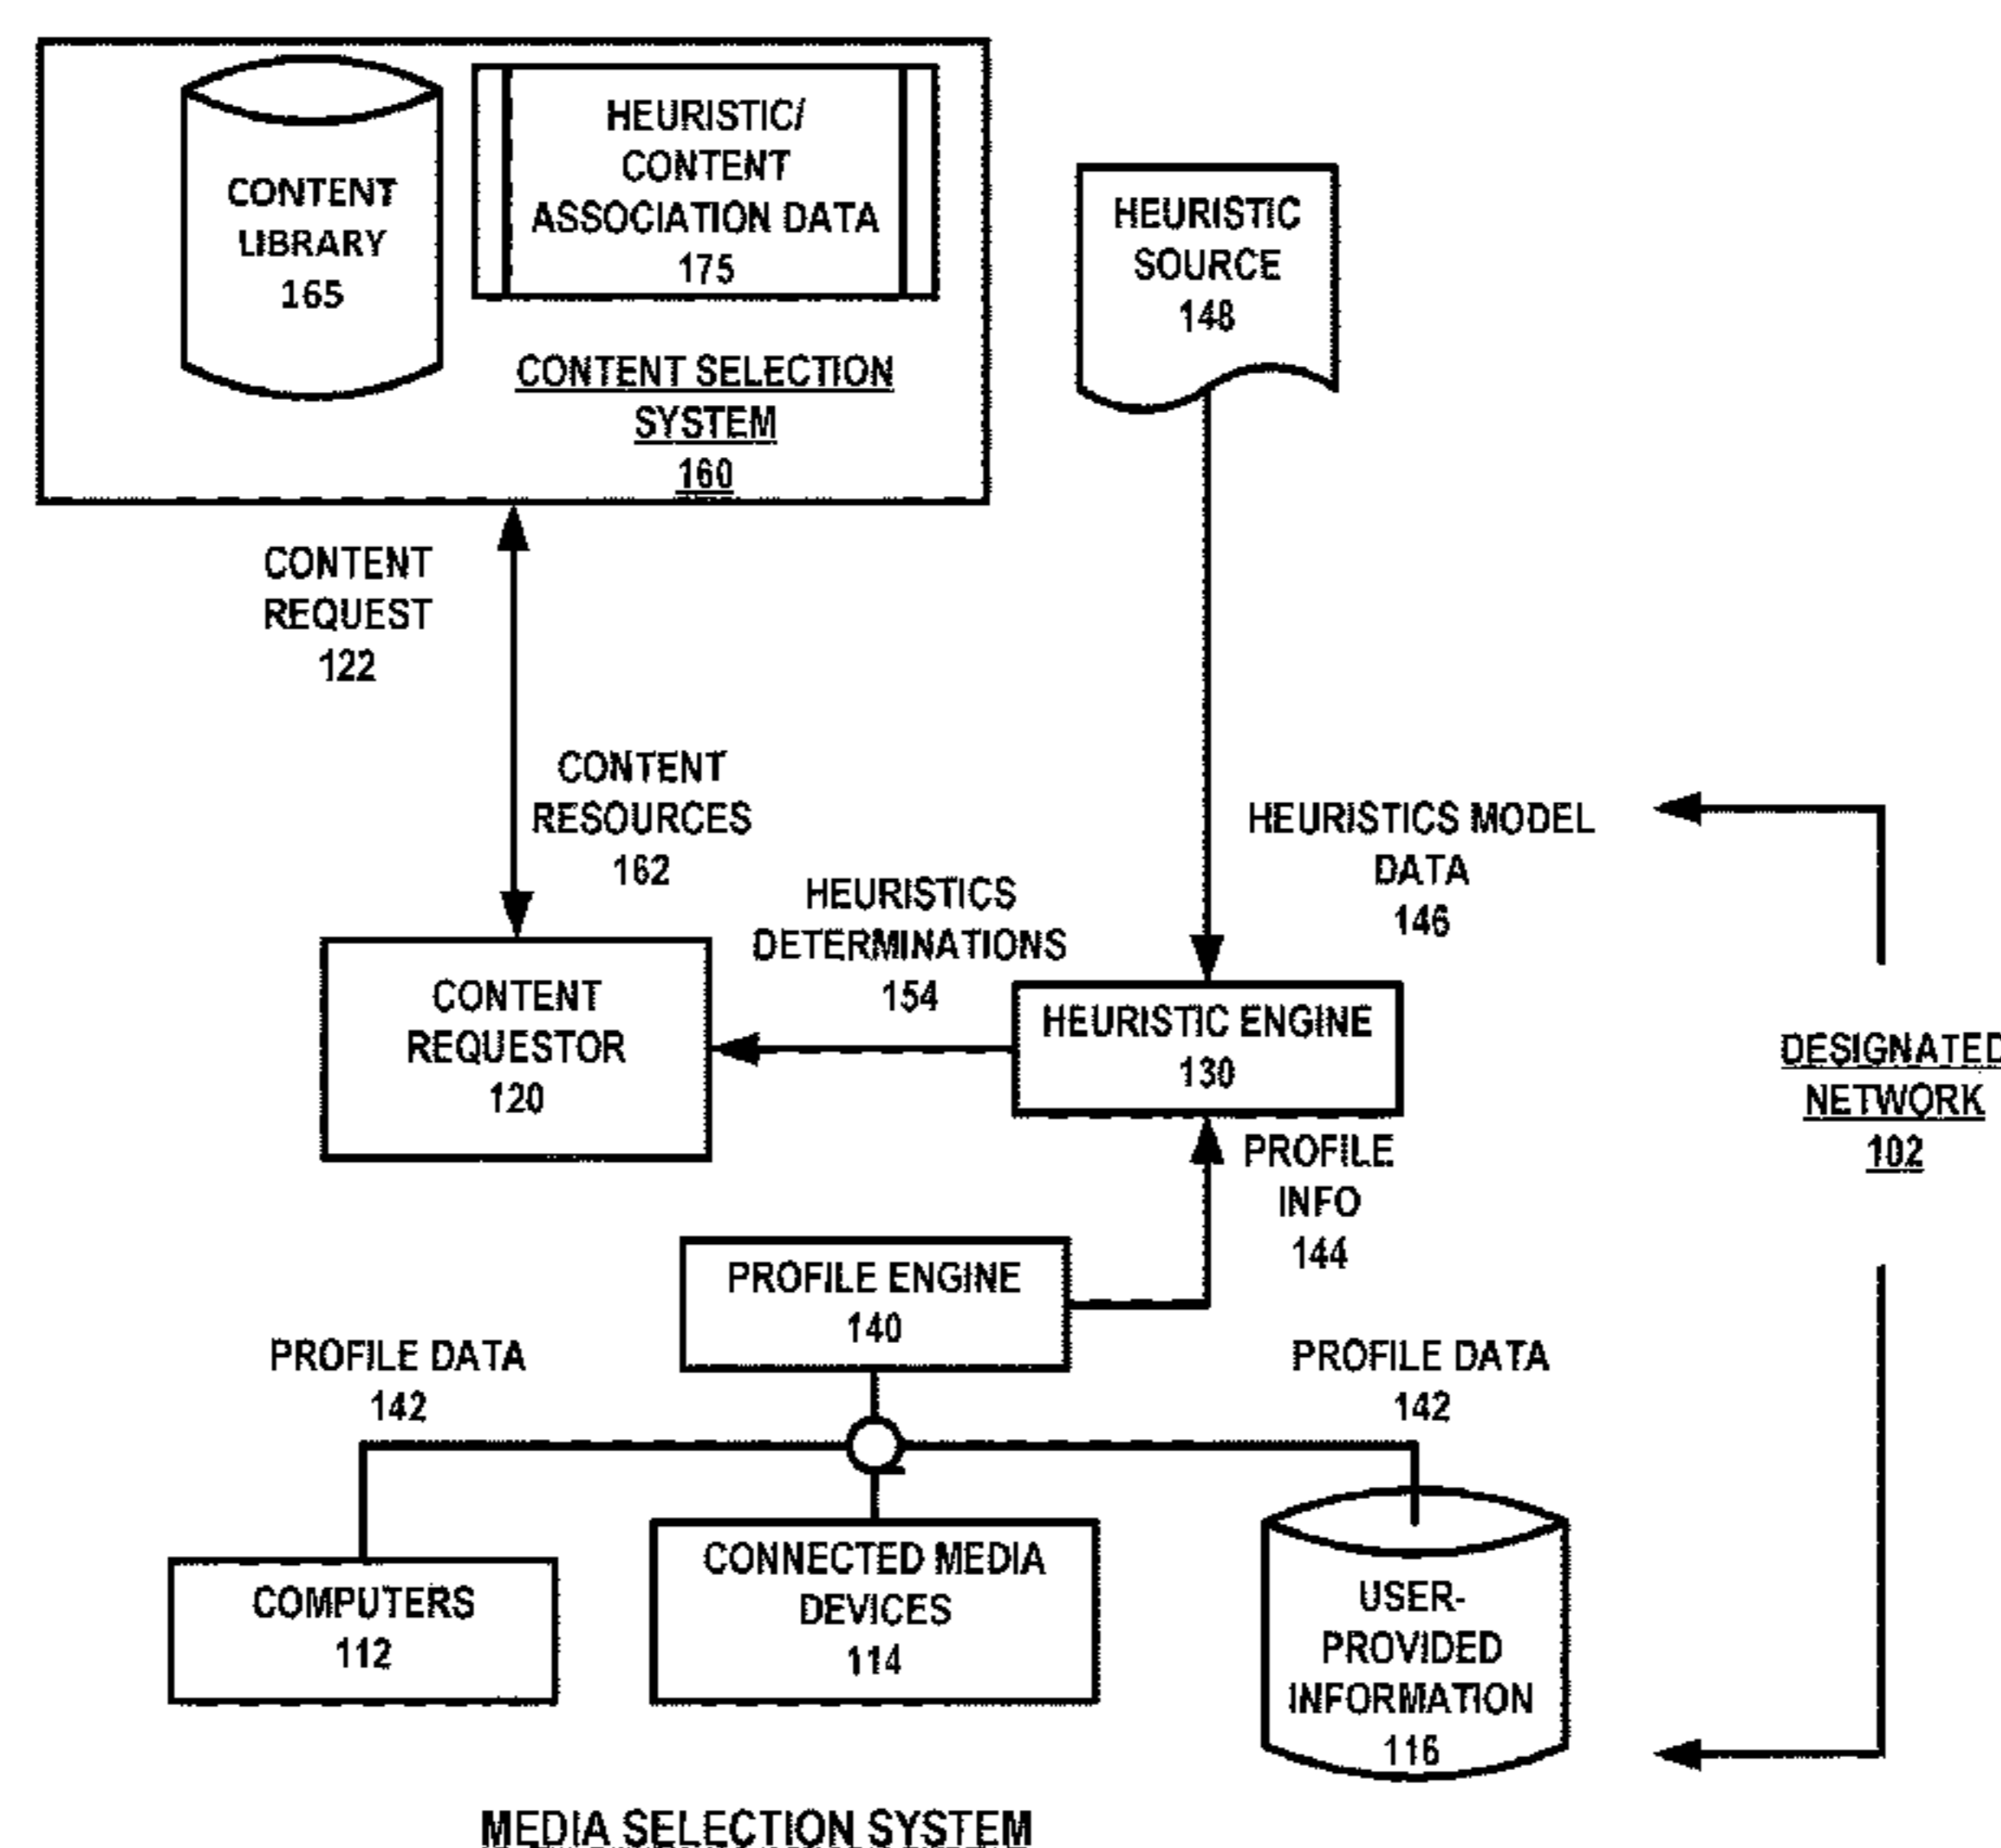 CONTENT
LIBRARY
165
HEURISTIC/
CONTENT
ASSOCIATION DATA
175
CONTENT SELECTION
SYSTEM
160
HEURISTIC
SOURCE
148
CONTENT
REQUEST
122
CONTENT
RESOURCES
162
HEURISTICS MODEL
DATA
146
HEURISTICS
DETERMINATIONS
154
CONTENT
REQUESTOR
120
HEURISTIC ENGINE
130
DESIGNATED
NETWORK
102
PROFILE
INFO
144
PROFILE ENGINE
140
PROFILE DATA
142
PROFILE DATA
142
COMPUTERS
112
CONNECTED MEDIA
DEVICES
114
USER-
PROVIDED
INFORMATION
116
MEDIA SELECTION SYSTEM